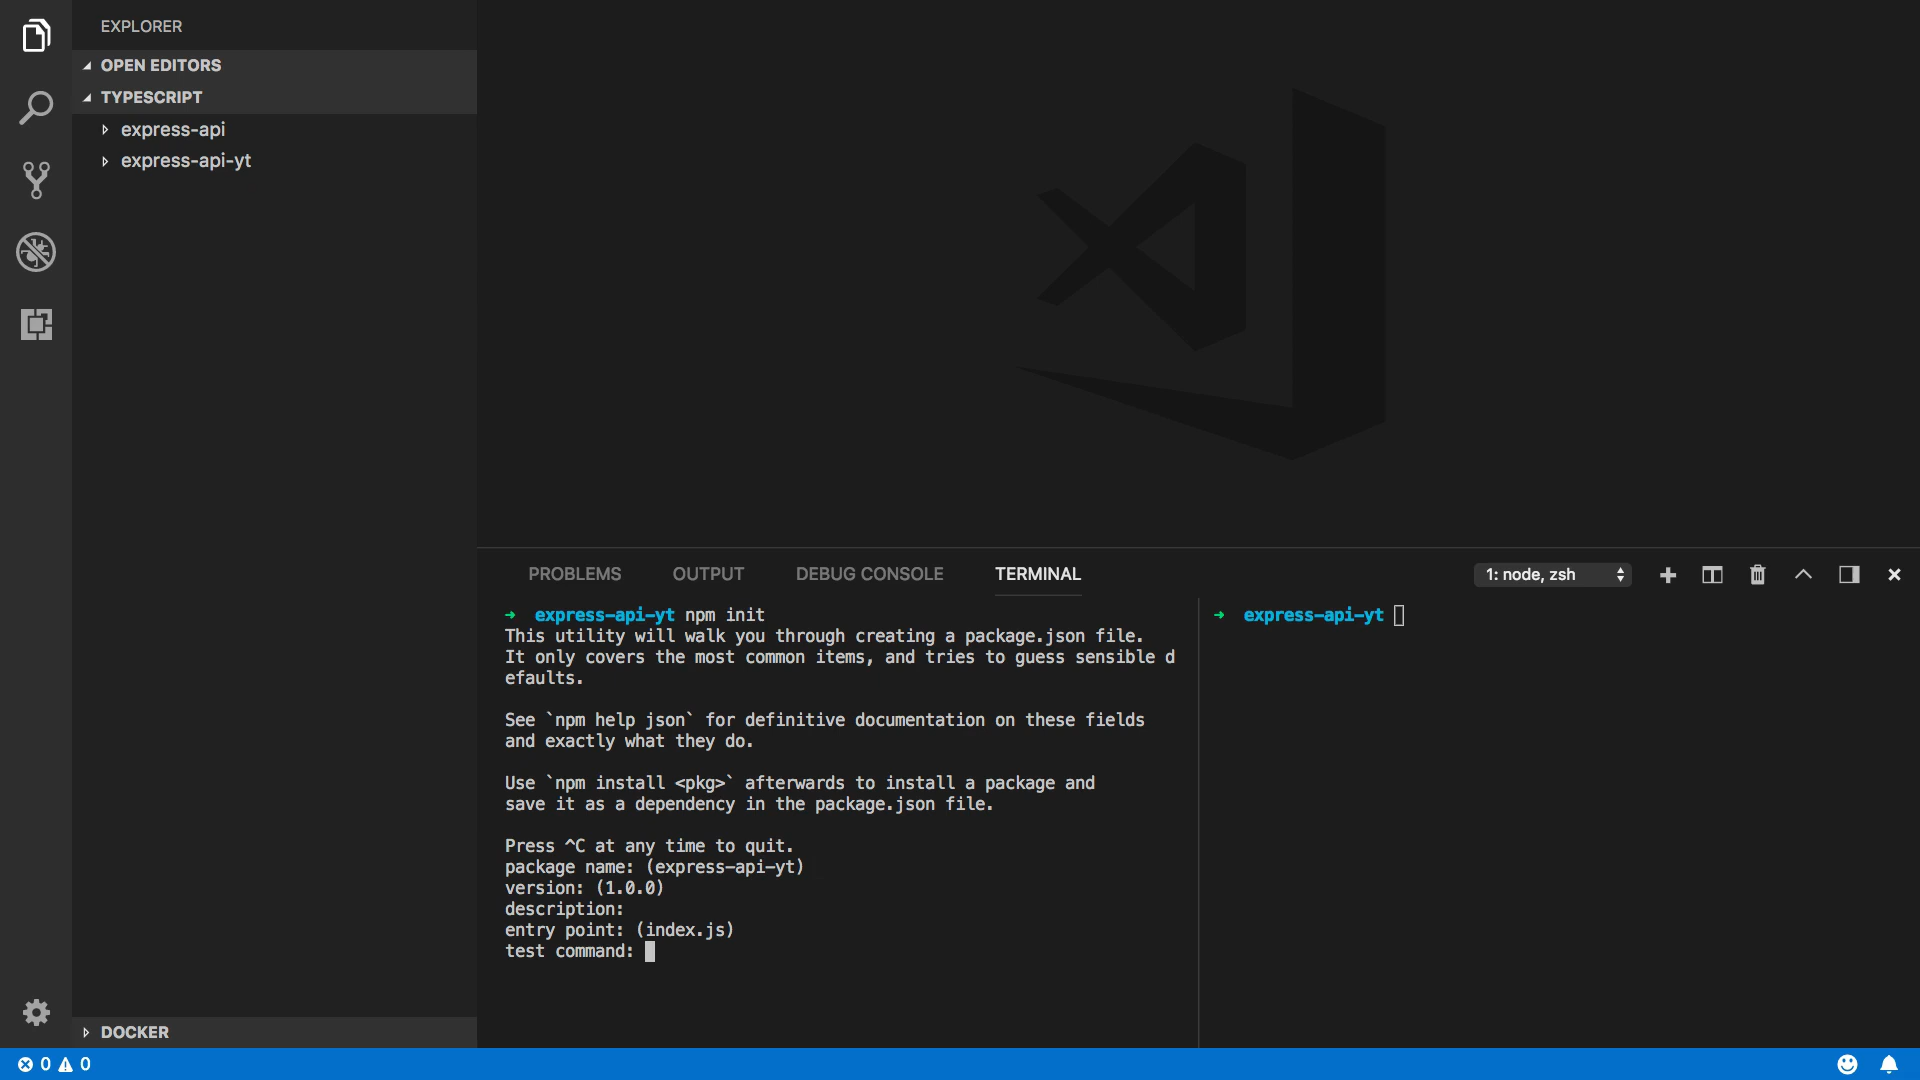 EXPLORER
OPEN EDITORS
TYPESCRIPT
express-api
express-api-yt
DOCKER
PROBLEMS OUTPUT DEBUG CONSOLE TERMINAL 1: node, zsh
➜ express-api-yt npm init
This utility will walk you through creating a package.json file.
It only covers the most common items, and tries to guess sensible d
efaults.
See `npm help json` for definitive documentation on these fields
and exactly what they do.
Use `npm install <pkg>` afterwards to install a package and
save it as a dependency in the package.json file.
Press ^C at any time to quit.
package name: (express-api-yt)
version: (1.0.0)
description:
entry point: (index.js)
test command:
➜ express-api-yt
0 0